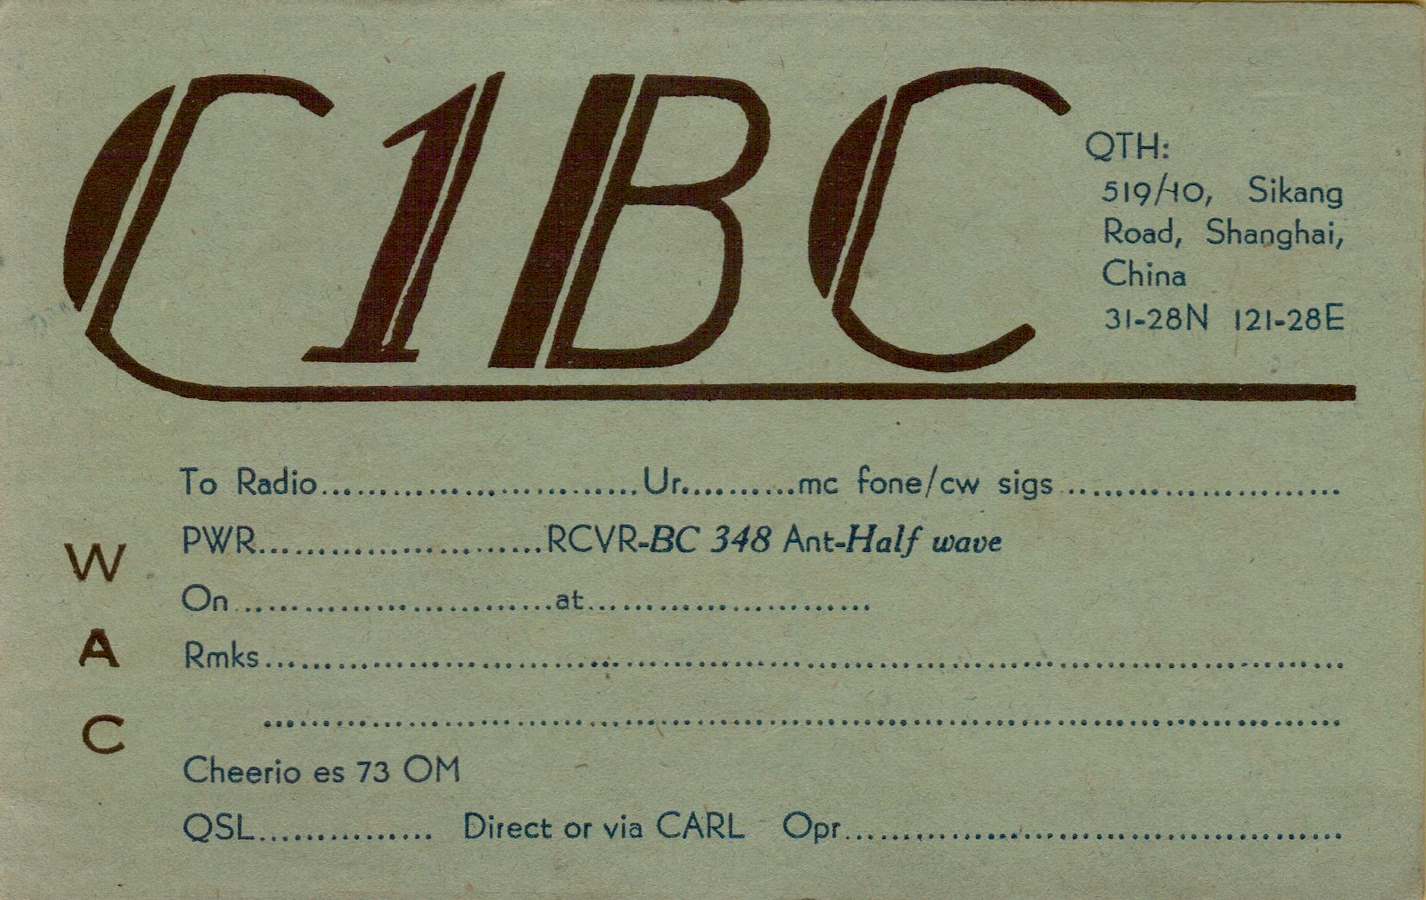 C1BC
QTH:
519/10, Sikang
Road, Shanghai,
China
31-28N 121-28E
To Radio...........................Ur..........mc fone/cw sigs.......................
PWR........................RCVR-BC 348 Ant-Half wave
On...........................at........................
Rmks..........................................................................................
..........................................................................................
Cheerio es 73 OM
QSL............... Direct or via CARL Opr..........................................
W
A
C